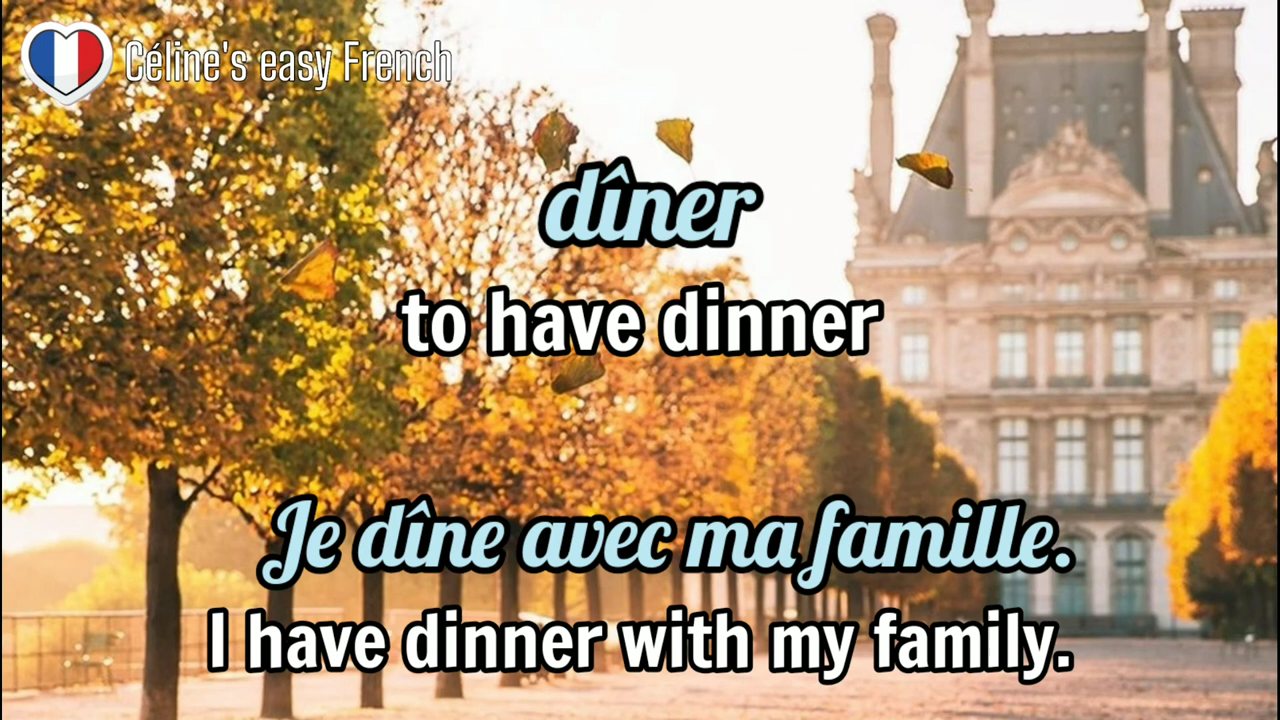 Céline's easy French
dîner
to have dinner
Je dîne avec ma famille.
I have dinner with my family.